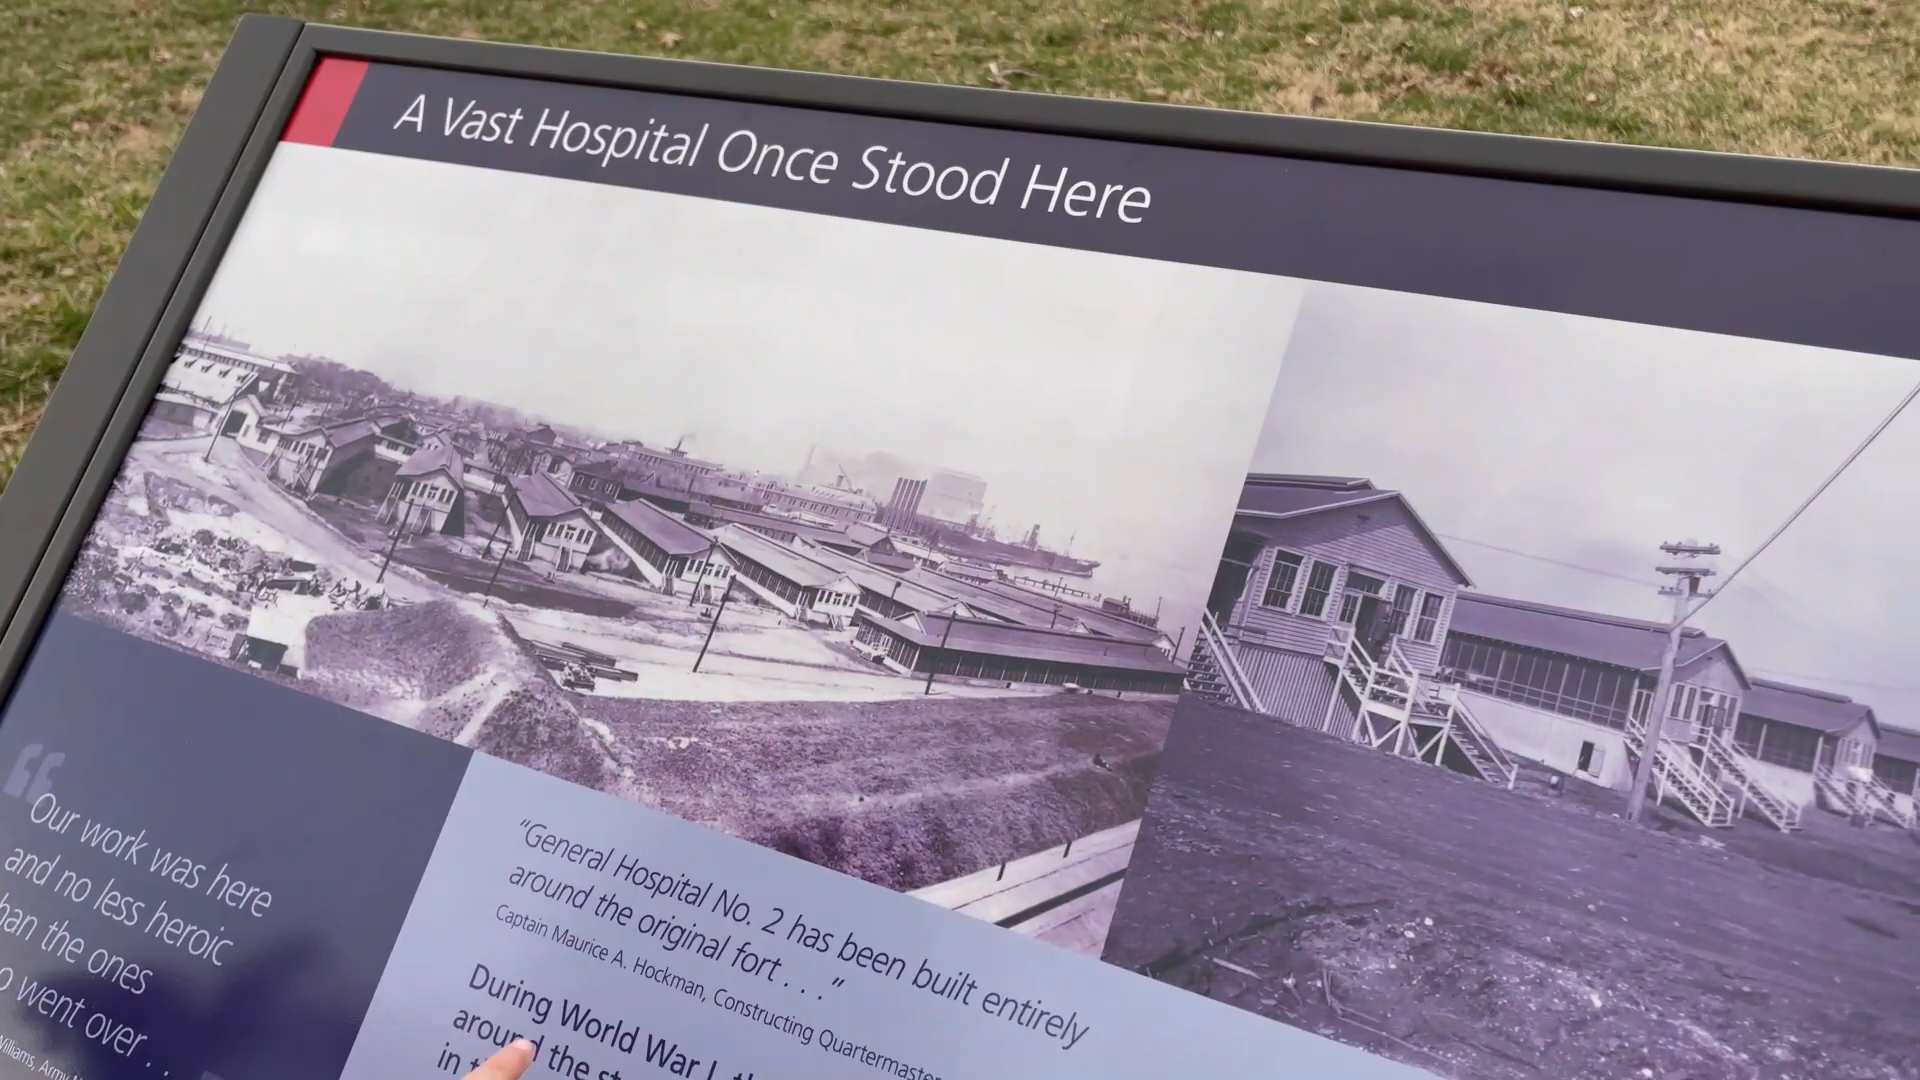 A Vast Hospital Once Stood Here
Our work was here
and no less heroic
the ones
went over . .
"General Hospital No. 2 has been built entirely
around the original fort . . ."
Captain Maurice A. Hockman, Constructing Quartermaster
During World War I
around the
in